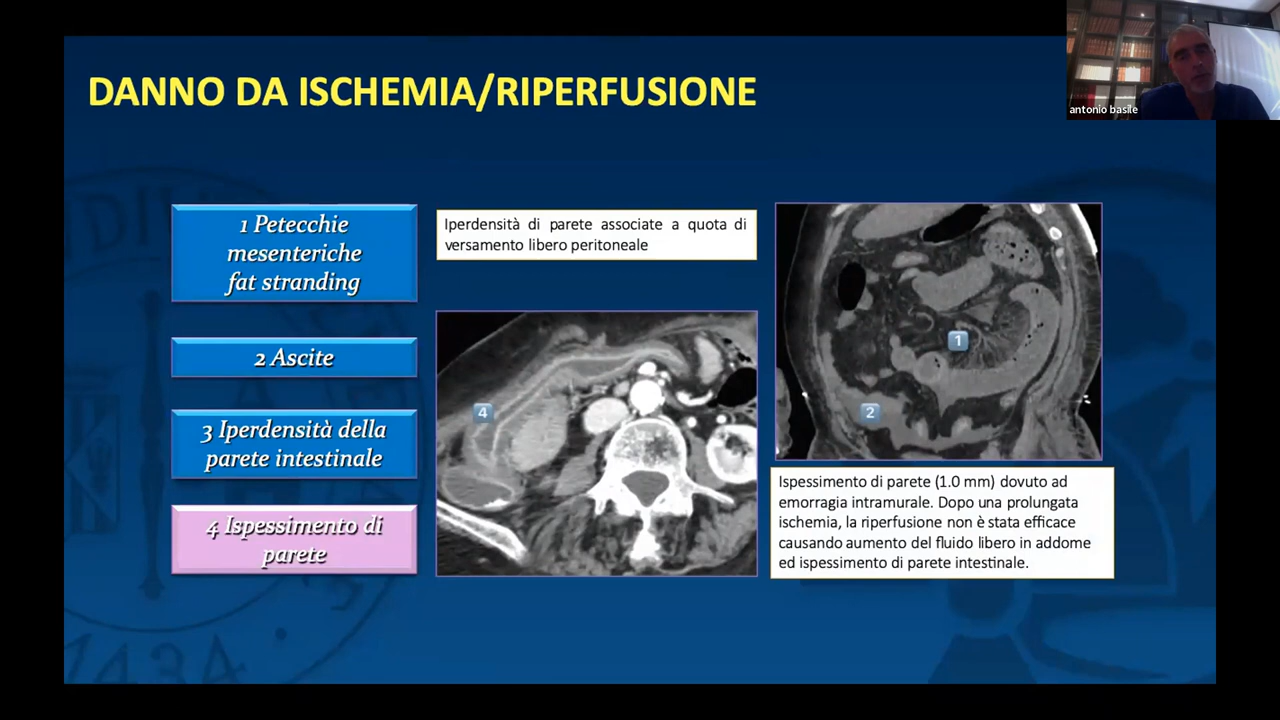 DANNO DA ISCHEMIA/RIPERFUSIONE
antonio basile
1 Petecchie
mesenteriche
fat stranding
2 Ascite
3 Iperdensità della
parete intestinale
4 Ispessimento di
parete
Iperdensità di parete associate a quota di
versamento libero peritoneale
4
1
2
Ispessimento di parete (1.0 mm) dovuto ad
emorragia intramurale. Dopo una prolungata
ischemia, la riperfusione non è stata efficace
causando aumento del fluido libero in addome
ed ispessimento di parete intestinale.
1434